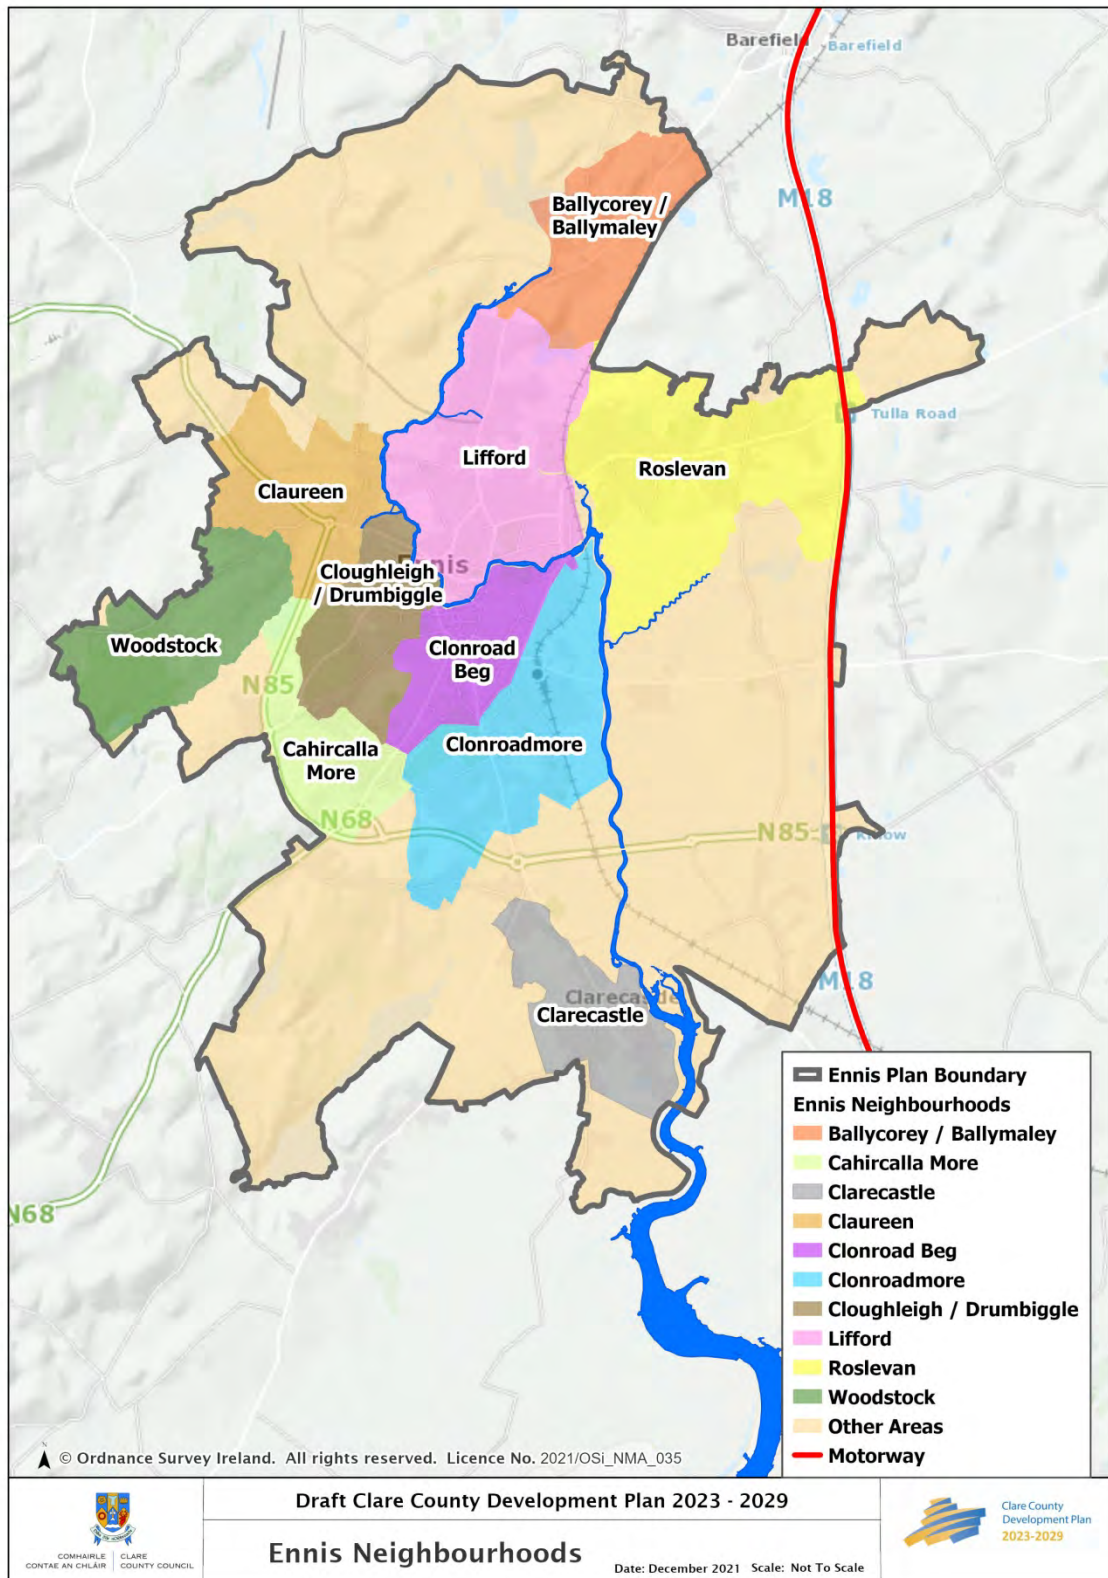 Barefield
Barefield
Ballycorey /
Ballymaley
M18
Tulla Road
Lifford
Roslevan
Claureen
Ennis
Cloughleigh
/ Drumbiggle
Woodstock
Clonroad
Beg
N85
Clonroadmore
Cahircalla
More
N68
N85
Killow
M18
Clarecastle
Clarecastle
N68
Ennis Plan Boundary
Ennis Neighbourhoods
Ballycorey / Ballymaley
Cahircalla More
Clarecastle
Claureen
Clonroad Beg
Clonroadmore
Cloughleigh / Drumbiggle
Lifford
Roslevan
Woodstock
Other Areas
Motorway
© Ordnance Survey Ireland. All rights reserved. Licence No. 2021/OSi_NMA_035
COMHAIRLE
CONTAE AN CHLÁIR
CLARE
COUNTY COUNCIL
Draft Clare County Development Plan 2023 - 2029
Ennis Neighbourhoods
Date: December 2021 Scale: Not To Scale
Clare County
Development Plan
2023-2029